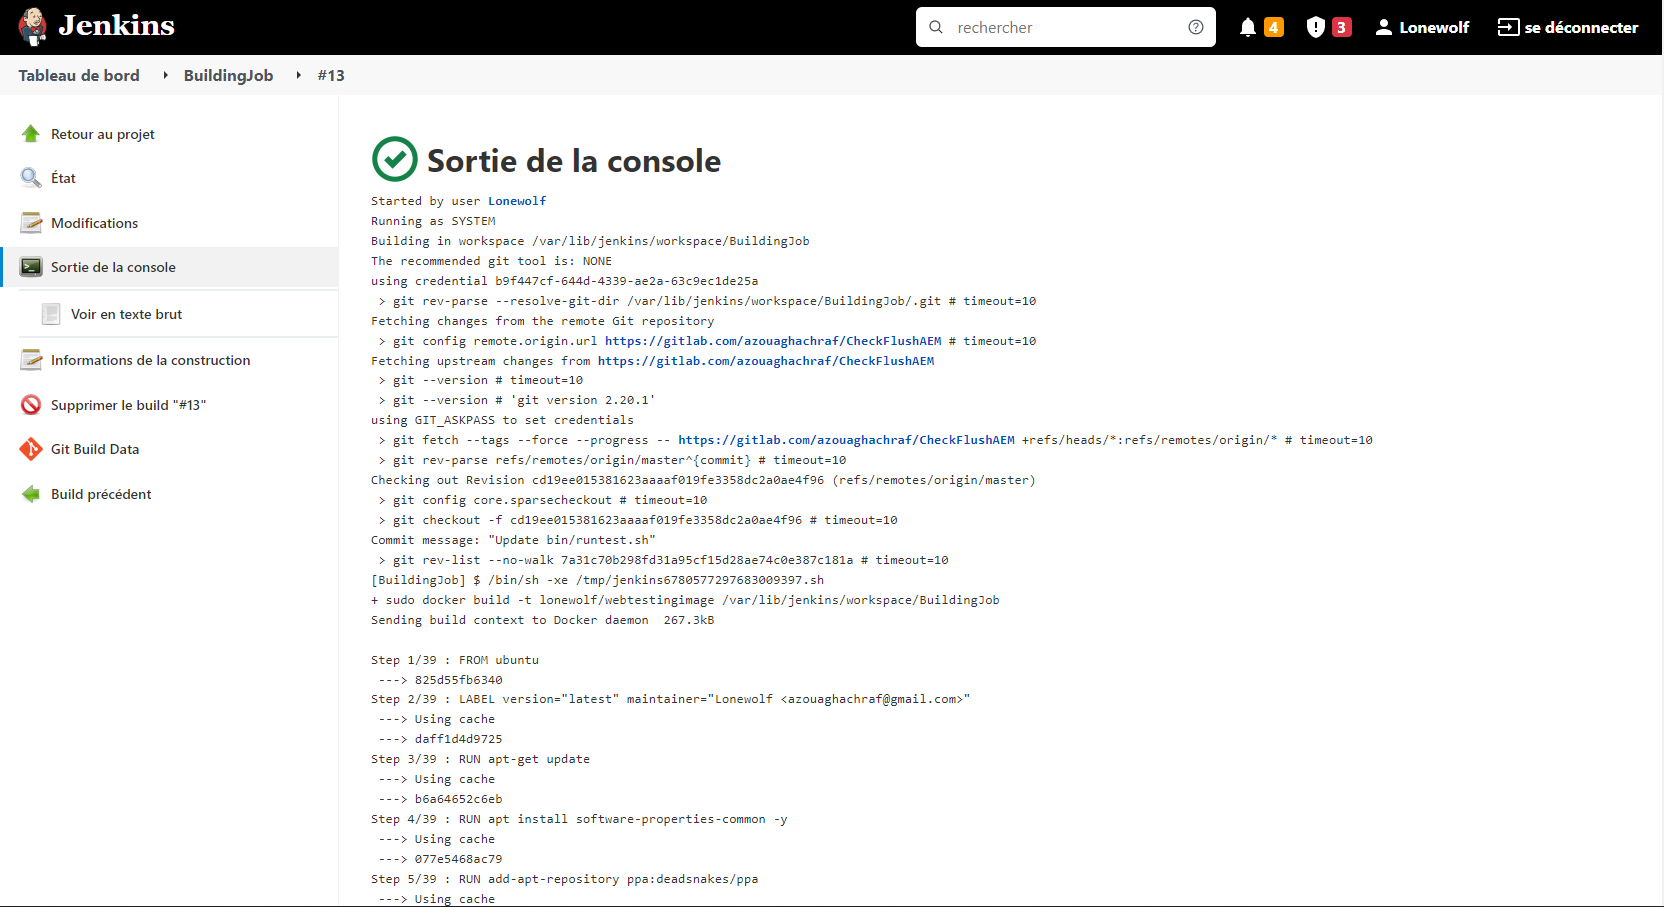 Jenkins
rechercher
4
3
Lonewolf
se déconnecter
Tableau de bord
BuildingJob
#13
Retour au projet
État
Modifications
Sortie de la console
Voir en texte brut
Informations de la construction
Supprimer le build "#13"
Git Build Data
Build précédent
Sortie de la console
Started by user Lonewolf
Running as SYSTEM
Building in workspace /var/lib/jenkins/workspace/BuildingJob
The recommended git tool is: NONE
using credential b9f447cf-644d-4339-ae2a-63c9ec1de25a
> git rev-parse --resolve-git-dir /var/lib/jenkins/workspace/BuildingJob/.git # timeout=10
Fetching changes from the remote Git repository
> git config remote.origin.url https://gitlab.com/azouaghachraf/CheckFlushAEM # timeout=10
Fetching upstream changes from https://gitlab.com/azouaghachraf/CheckFlushAEM
> git --version # timeout=10
> git --version # 'git version 2.20.1'
using GIT_ASKPASS to set credentials
> git fetch --tags --force --progress -- https://gitlab.com/azouaghachraf/CheckFlushAEM +refs/heads/*:refs/remotes/origin/* # timeout=10
> git rev-parse refs/remotes/origin/master^{commit} # timeout=10
Checking out Revision cd19ee015381623aaaaf019fe3358dc2a0ae4f96 (refs/remotes/origin/master)
> git config core.sparsecheckout # timeout=10
> git checkout -f cd19ee015381623aaaaf019fe3358dc2a0ae4f96 # timeout=10
Commit message: "Update bin/runtest.sh"
> git rev-list --no-walk 7a31c70b298fd31a95cf15d28ae74c0e387c181a # timeout=10
[BuildingJob] $ /bin/sh -xe /tmp/jenkins6780577297683009397.sh
+ sudo docker build -t lonewolf/webtestingimage /var/lib/jenkins/workspace/BuildingJob
Sending build context to Docker daemon  267.3kB
Step 1/39 : FROM ubuntu
---> 825d55fb6340
Step 2/39 : LABEL version="latest" maintainer="Lonewolf <azouaghachraf@gmail.com>"
---> Using cache
---> daff1d4d9725
Step 3/39 : RUN apt-get update
---> Using cache
---> b6a64652c6eb
Step 4/39 : RUN apt install software-properties-common -y
---> Using cache
---> 077e5468ac79
Step 5/39 : RUN add-apt-repository ppa:deadsnakes/ppa
---> Using cache